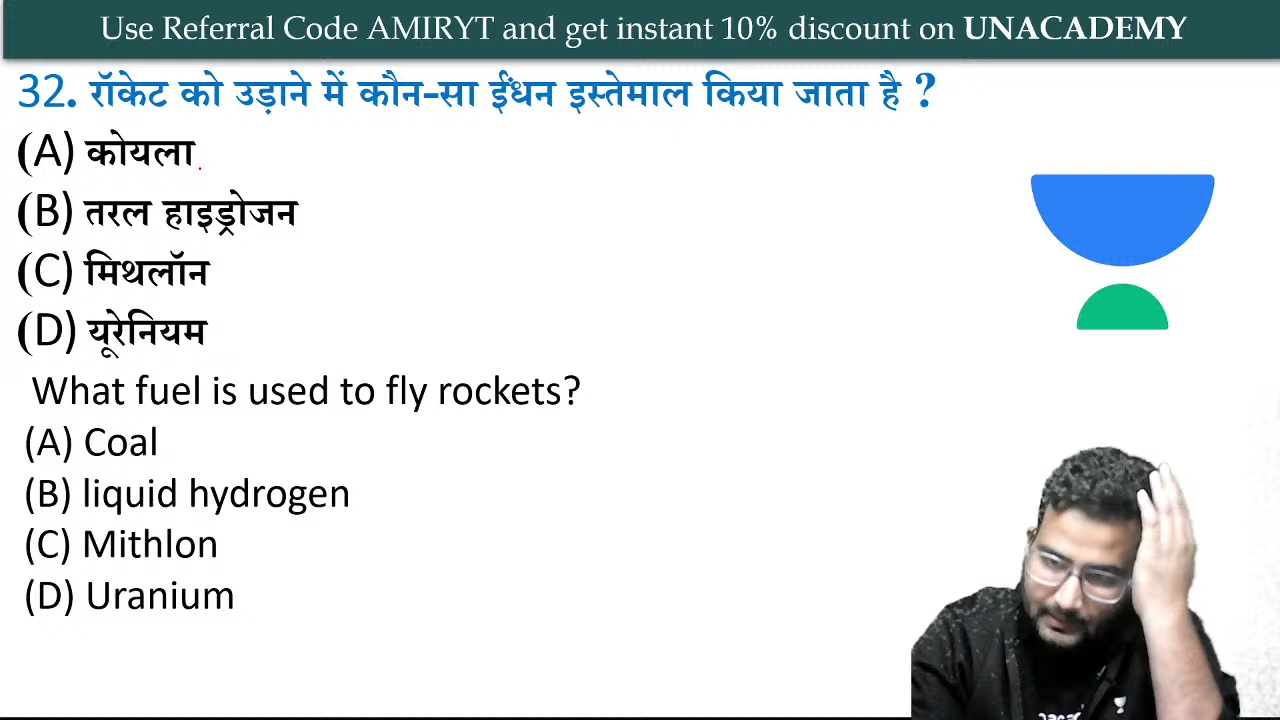 Use Referral Code AMIRYT and get instant 10% discount on UNACADEMY
32. रॉकेट को उड़ाने में कौन-सा ईंधन इस्तेमाल किया जाता है ?
(A) कोयला
(B) तरल हाइड्रोजन
(C) मिथलॉन
(D) यूरेनियम
What fuel is used to fly rockets?
(A) Coal
(B) liquid hydrogen
(C) Mithlon
(D) Uranium